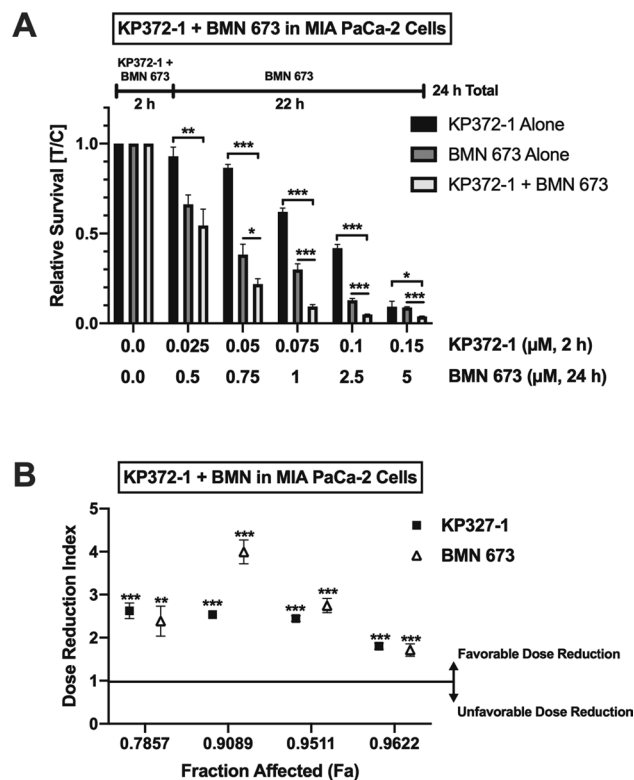 A
KP372-1 + BMN 673 in MIA PaCa-2 Cells
KP372-1 +
BMN 673
BMN 673
2 h
22 h
24 h Total
KP372-1 Alone
BMN 673 Alone
KP372-1 + BMN 673
Relative Survival [T/C]
1.0
0.5
0.0
**
***
*
***
***
***
***
*
***
0.0 0.025 0.05 0.075 0.1 0.15 KP372-1 (μM, 2 h)
0.0 0.5 0.75 1 2.5 5 BMN 673 (μM, 24 h)
B
KP372-1 + BMN in MIA PaCa-2 Cells
KP327-1
BMN 673
Dose Reduction Index
5
4
3
2
1
0
***
**
***
***
***
***
***
***
Favorable Dose Reduction
Unfavorable Dose Reduction
0.7857 0.9089 0.9511 0.9622
Fraction Affected (Fa)